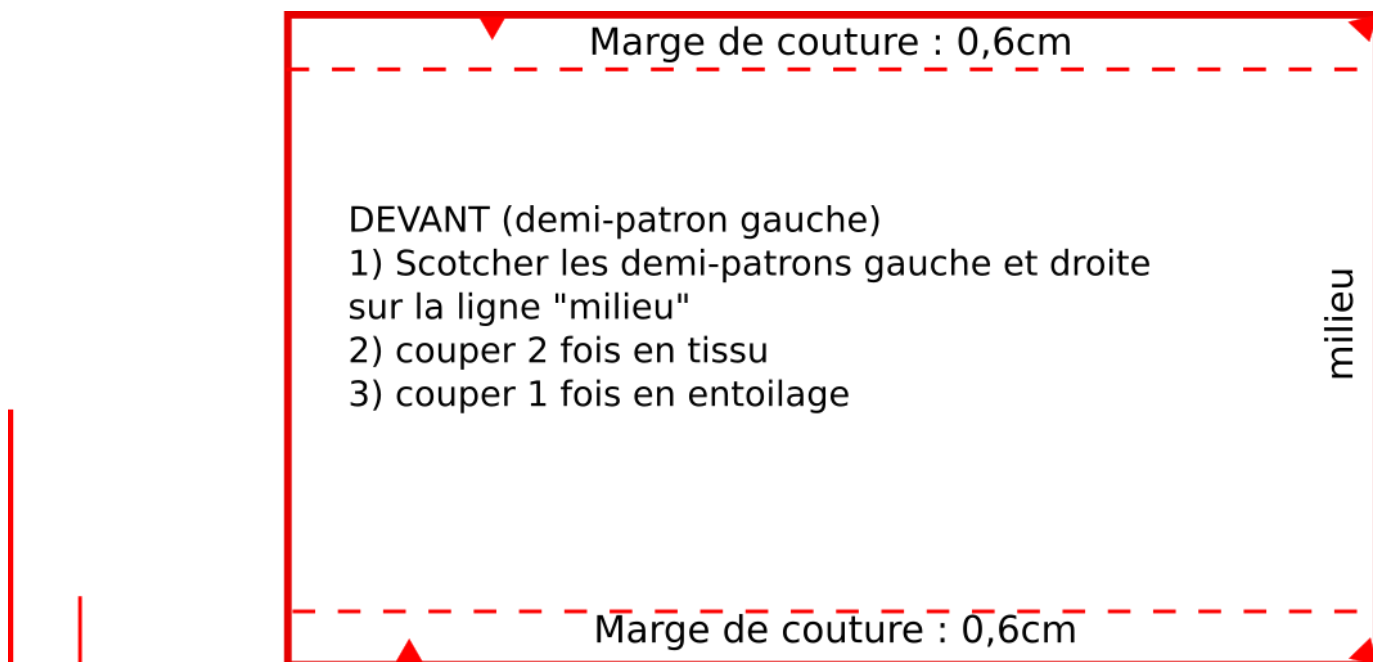 Marge de couture : 0,6cm
DEVANT (demi-patron gauche)
1) Scotcher les demi-patrons gauche et droite
sur la ligne "milieu"
2) couper 2 fois en tissu
3) couper 1 fois en entoilage
milieu
Marge de couture : 0,6cm